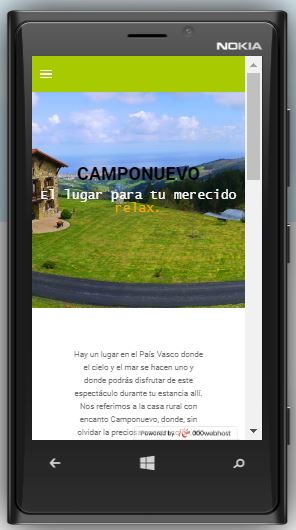 NOKIA
CAMPONUEVO
El lugar para tu merecido
relax.
Hay un lugar en el País Vasco donde
el cielo y el mar se hacen uno y
donde podrás disfrutar de este
espectáculo durante tu estancia allí.
Nos referimos a la casa rural con
encanto Camponuevo, donde, sin
olvidar la
Powered by 000webhost